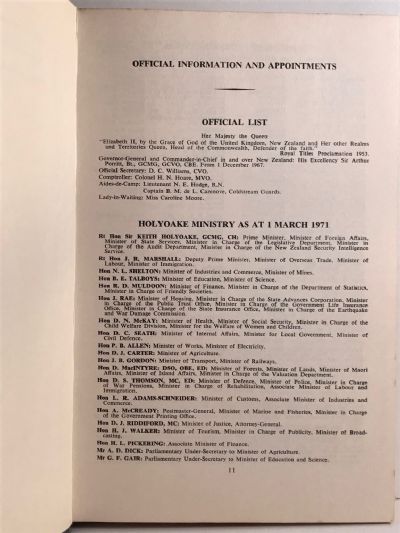 OFFICIAL INFORMATION AND APPOINTMENTS
OFFICIAL LIST
Her Majesty the Queen
"Elizabeth II, by the Grace of God of the United Kingdom, New Zealand and Her other Realms
and Territories Queen, Head of the Commonwealth, Defender of the faith."
Royal Titles Proclamation 1953.
Governor-General and Commander-in-Chief in and over New Zealand: His Excellency Sir Arthur
Porritt, Bt., GCMG, GCVO, CBE. From 1 December 1967.
Official Secretary: D. C. Williams, CVO.
Comptroller: Colonel H. N. Hoare, MVO.
Aides-de-Camp: Lieutenant N. E. Hodge, R.N.
Captain B. M. de L. Cazenove, Coldstream Guards.
Lady-in-Waiting: Miss Caroline Moore.
HOLYOAKE MINISTRY AS AT 1 MARCH 1971
Rt Hon Sir KEITH HOLYOAKE, GCMG, CH: Prime Minister, Minister of Foreign Affairs,
Minister of State Services, Minister in Charge of the Legislative Department, Minister in
Charge of the Audit Department, Minister in Charge of the New Zealand Security Intelligence
Service.
Rt Hon J. R. MARSHALL: Deputy Prime Minister, Minister of Overseas Trade, Minister of
Labour, Minister of Immigration.
Hon N. L. SHELTON: Minister of Industries and Commerce, Minister of Mines.
Hon B. E. TALBOYS: Minister of Education, Minister of Science.
Hon R. D. MULDOON: Minister of Finance, Minister in Charge of the Department of Statistics,
Minister in Charge of Friendly Societies.
Hon J. RAE: Minister of Housing, Minister in Charge of the State Advances Corporation, Minister
in Charge of the Public Trust Office, Minister in Charge of the Government Life Insurance
Office, Minister in Charge of the State Insurance Office, Minister in Charge of the Earthquake
and War Damage Commission.
Hon D. N. McKAY: Minister of Health, Minister of Social Security, Minister in Charge of the
Child Welfare Division, Minister for the Welfare of Women and Children.
Hon D. C. SEATH: Minister of Internal Affairs, Minister for Local Government, Minister of
Civil Defence.
Hon P. B. ALLEN: Minister of Works, Minister of Electricity.
Hon D. J. CARTER: Minister of Agriculture.
Hon J. B. GORDON: Minister of Transport, Minister of Railways.
Hon D. MacINTYRE, DSO, OBE, ED: Minister of Forests, Minister of Lands, Minister of Maori
Affairs, Minister of Island Affairs, Minister in Charge of the Valuation Department.
Hon D. S. THOMSON, MC, ED: Minister of Defence, Minister of Police, Minister in Charge
of War Pensions, Minister in Charge of Rehabilitation, Associate Minister of Labour and
Immigration.
Hon L. R. ADAMS-SCHNEIDER: Minister of Customs, Associate Minister of Industries and
Commerce.
Hon A. McCREADY: Postmaster-General, Minister of Marine and Fisheries, Minister in Charge
of the Government Printing Office.
Hon D. J. RIDDIFORD, MC: Minister of Justice, Attorney-General.
Hon H. J. WALKER: Minister of Tourism, Minister in Charge of Publicity, Minister of Broad-
casting.
Hon H. L. PICKERING: Associate Minister of Finance.
Mr A. D. DICK: Parliamentary Under-Secretary to Minister of Agriculture.
Mr G. F. GAIR: Parliamentary Under-Secretary to Minister of Education and Science.
11